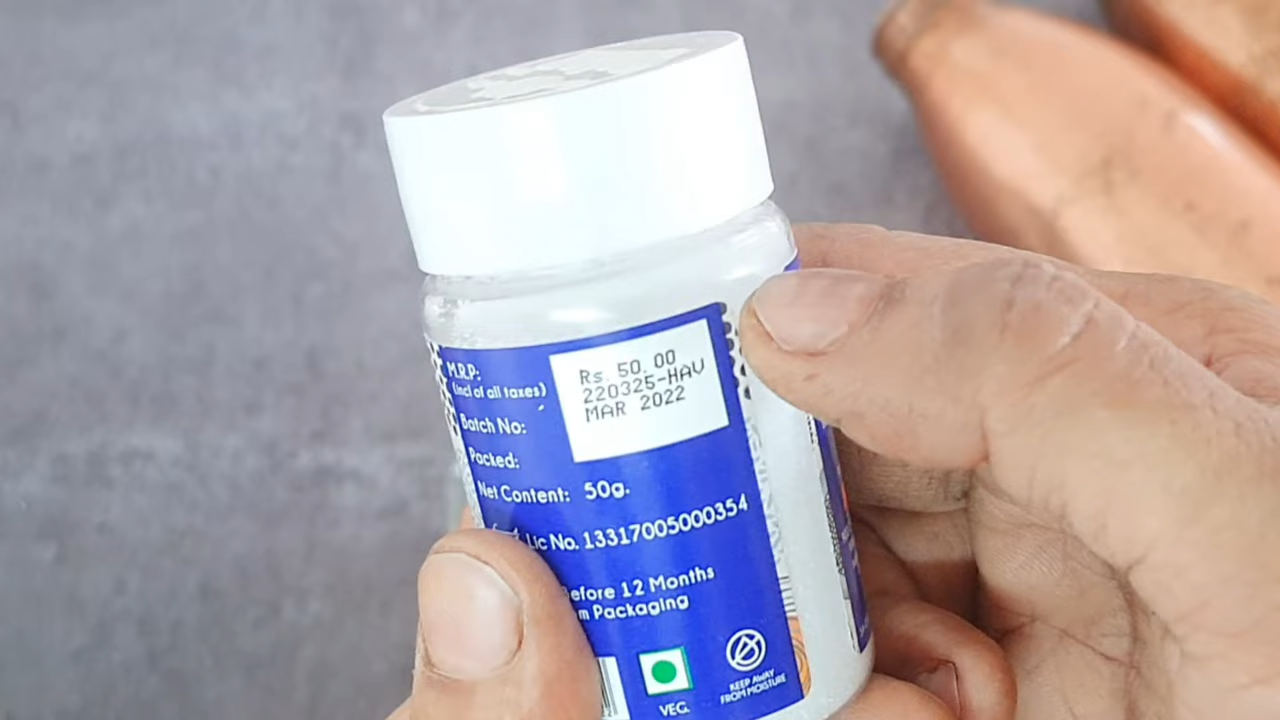 M.R.P.:
(incl of all taxes)
Rs. 50.00
220325-HAV
MAR 2022
Batch No:
Packed:
Net Content: 50g.
Lic No. 13317005000354
efore 12 Months
m Packaging
VEG.
KEEP AWAY
FROM MOISTURE